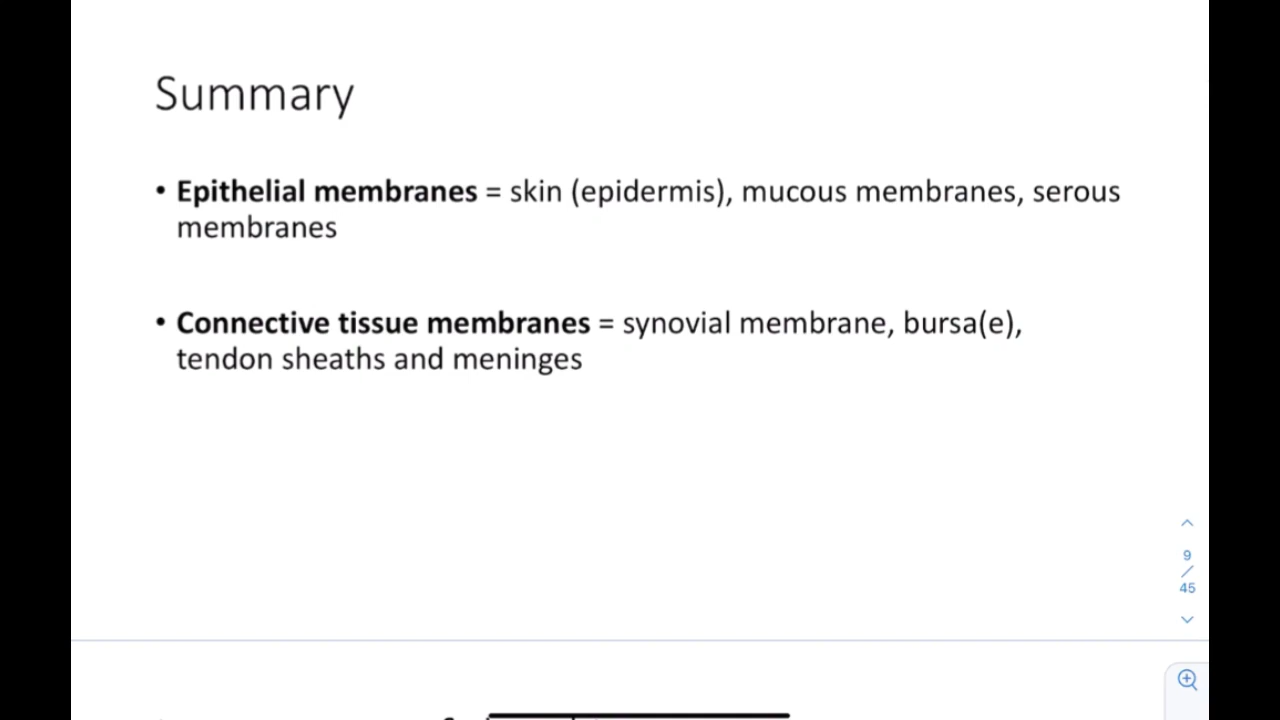 Summary
• Epithelial membranes = skin (epidermis), mucous membranes, serous
membranes
• Connective tissue membranes = synovial membrane, bursa(e),
tendon sheaths and meninges
9
/
45